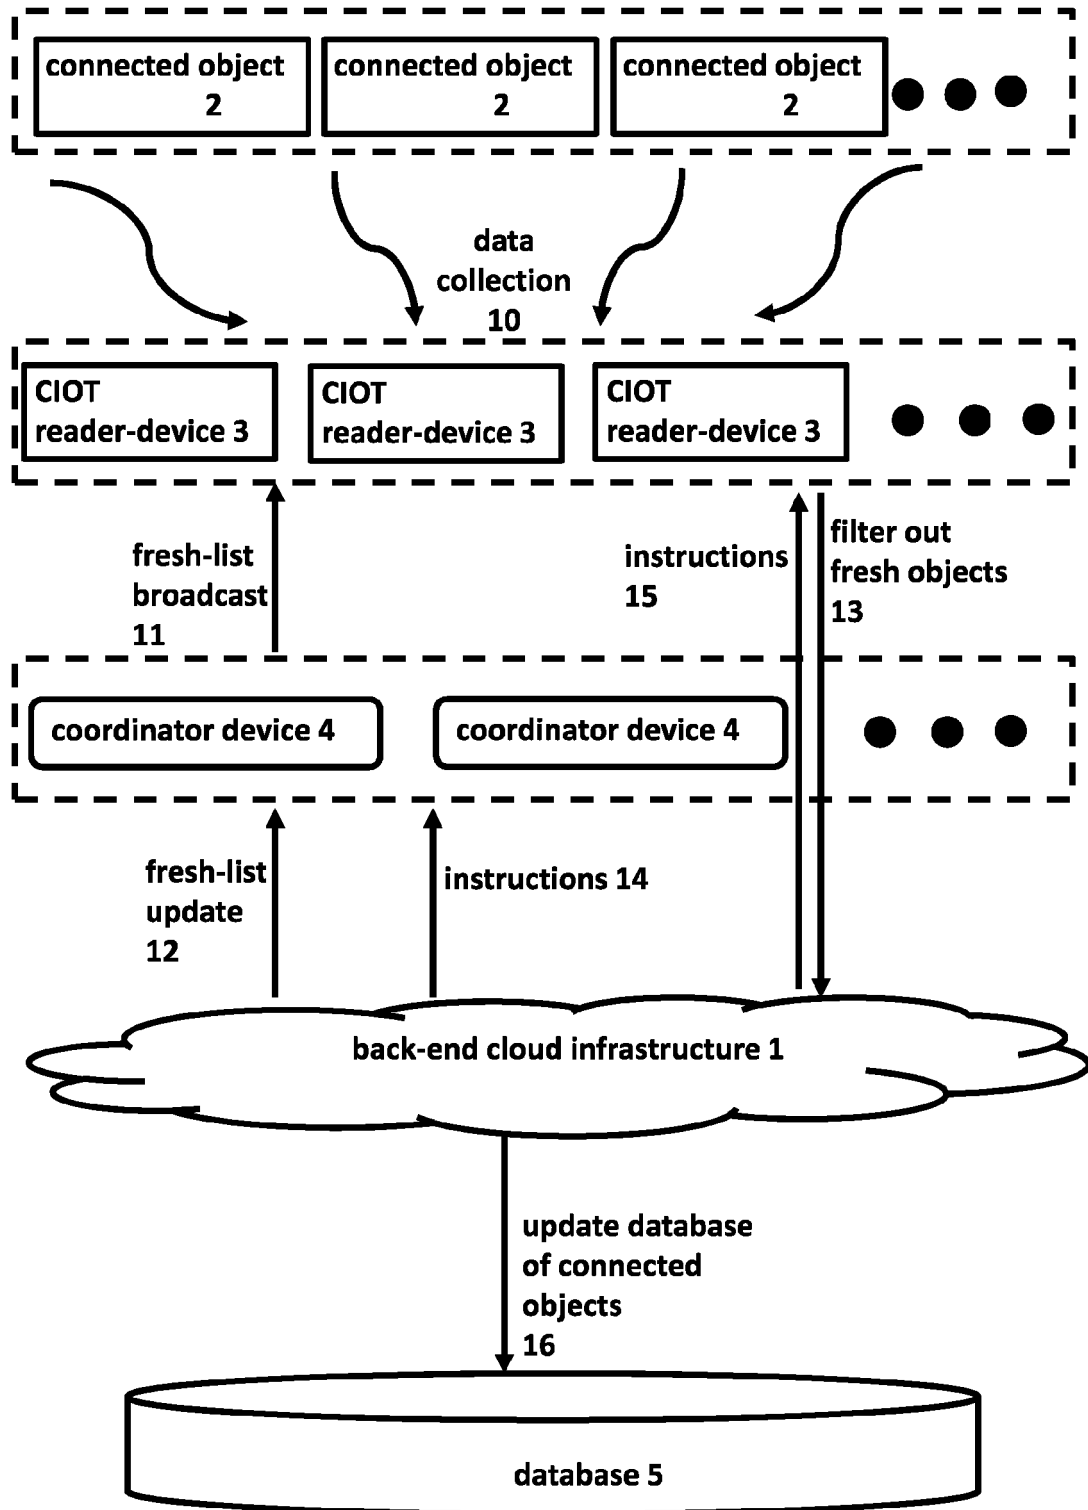 connected object
2
connected object
2
connected object
2
data
collection
10
CIOT
reader-device 3
CIOT
reader-device 3
CIOT
reader-device 3
fresh-list
broadcast
11
instructions
15
filter out
fresh objects
13
coordinator device 4
coordinator device 4
fresh-list
update
12
instructions 14
back-end cloud infrastructure 1
update database
of connected
objects
16
database 5